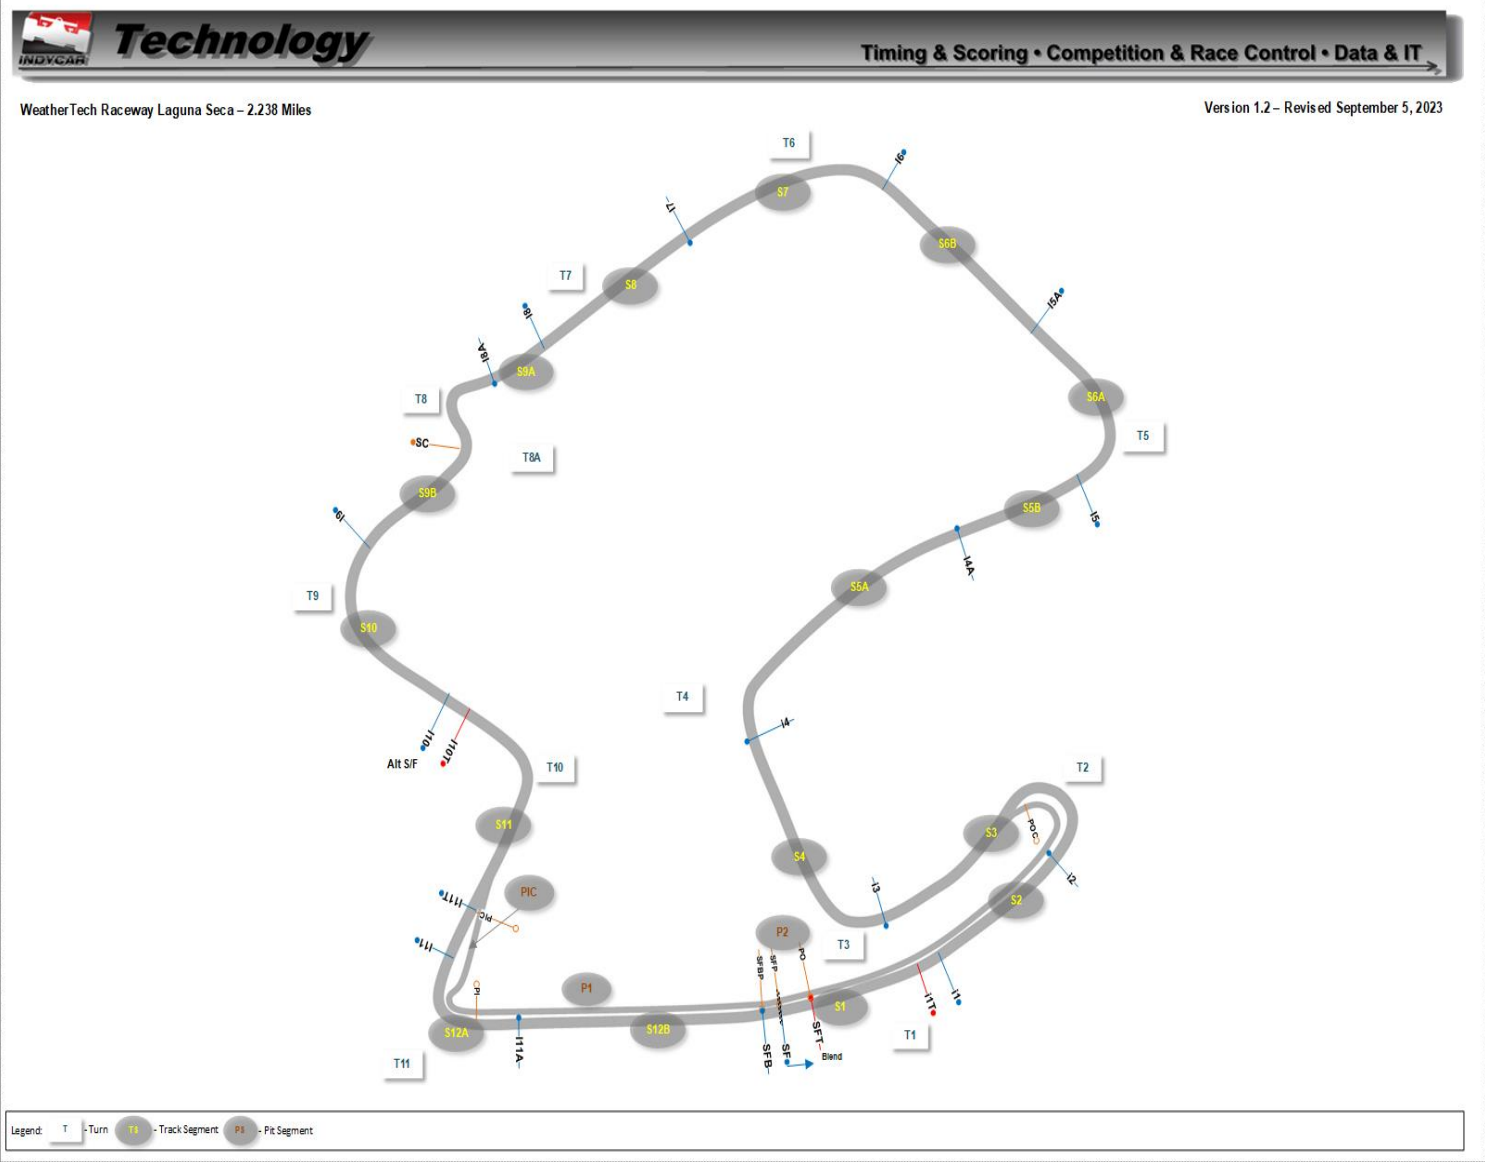 INDYCAR
Technology
Timing & Scoring • Competition & Race Control • Data & IT
WeatherTech Raceway Laguna Seca – 2.238 Miles
Version 1.2 – Revised September 5, 2023
T6
I6
S7
I7
S6B
T7
S8
I5A
I8
I8A
S9A
T8
S6A
SC
T5
T8A
S9B
S5B
I9
I5
I4A
S5A
T9
S10
T4
I4
I10
I10T
Alt S/F
T10
T2
S11
POC
S3
S4
I2
I3
I11T
PIC
PIC
S2
P2
I11
T3
SFBP
SFP
PO
PI
P1
I1
I1T
S1
S12A
S12B
T1
I11A
SFB
SF
SFT
Blend
T11
Legend:
T
- Turn
- Track Segment
- Pit Segment